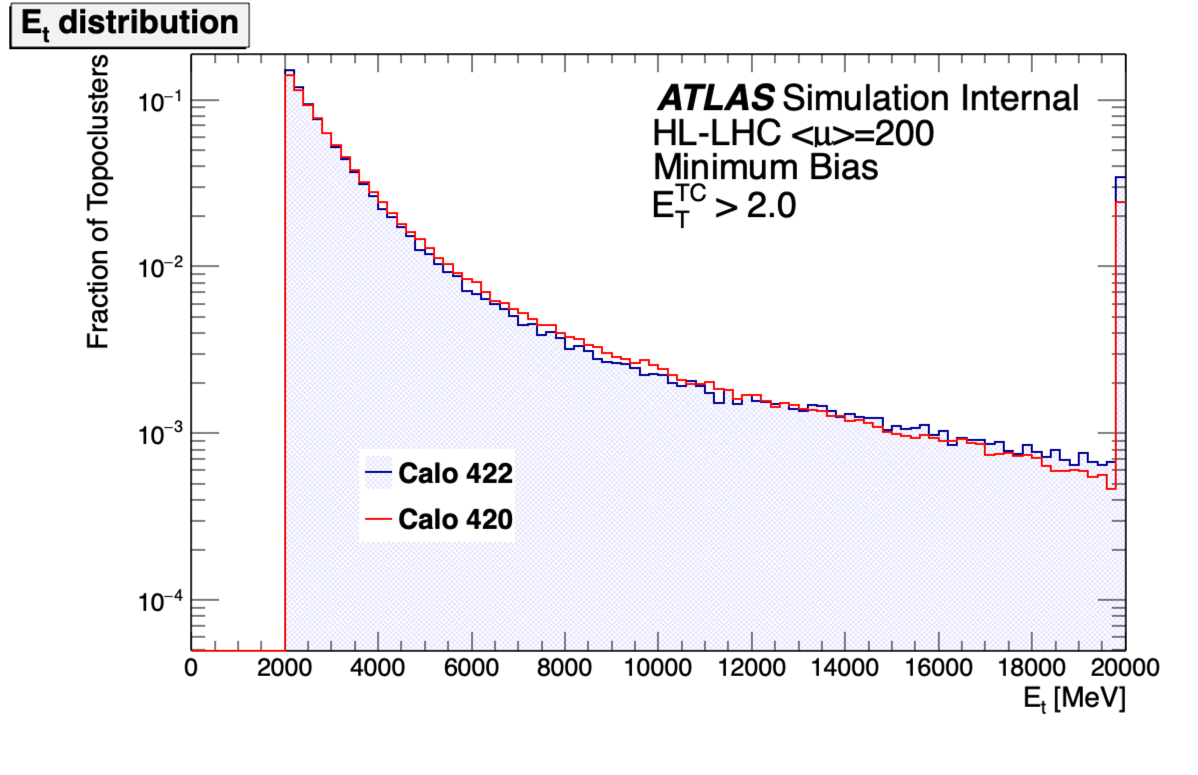 E_t distribution
Fraction of Topoclusters
10⁻¹
10⁻²
10⁻³
10⁻⁴
ATLAS Simulation Internal
HL-LHC <μ>=200
Minimum Bias
E_T^TC > 2.0
Calo 422
Calo 420
0 2000 4000 6000 8000 10000 12000 14000 16000 18000 20000
E_t [MeV]